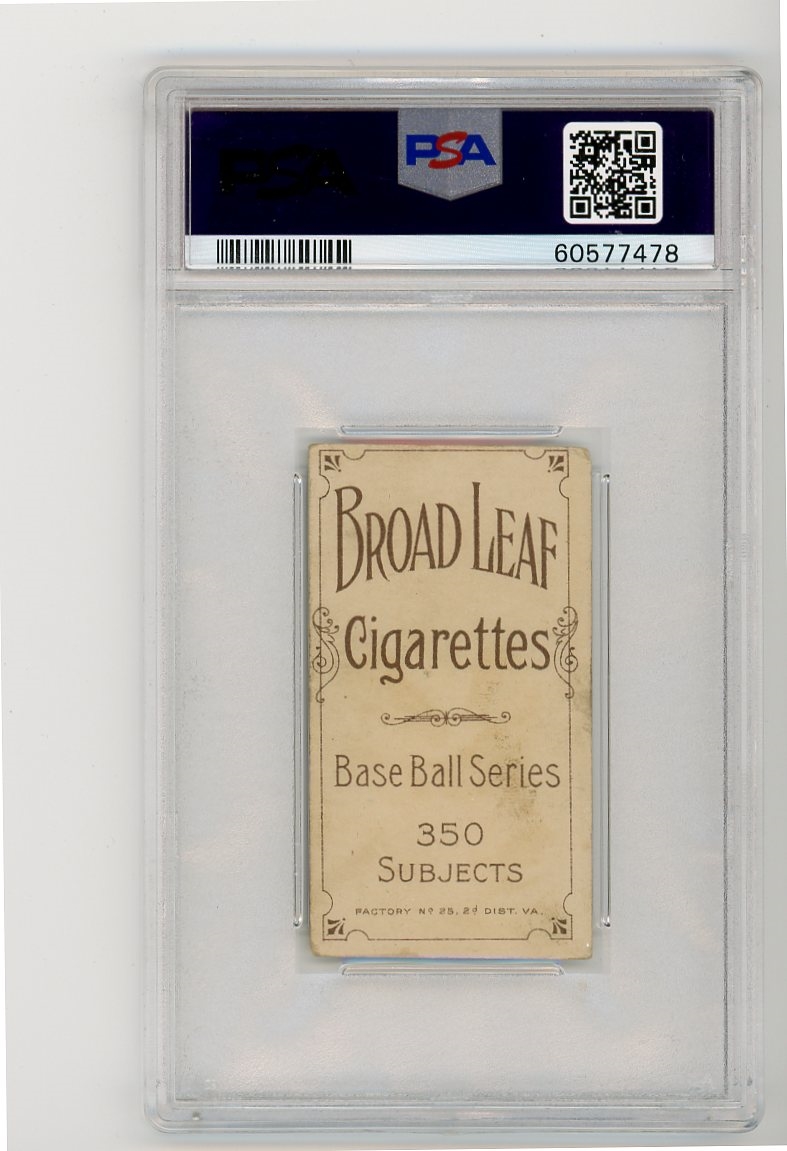 PSA
PSA
60577478
BROAD LEAF
Cigarettes
Base Ball Series
350
SUBJECTS
FACTORY Nº 25, 2d DIST. VA.